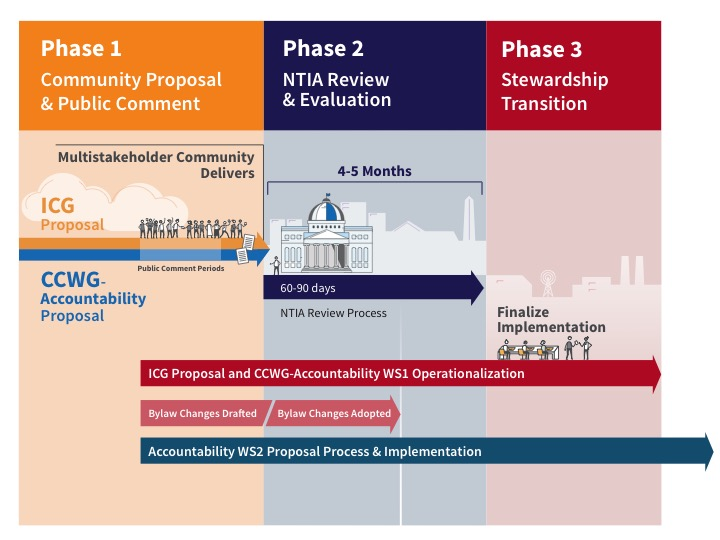 Phase 1
Community Proposal
& Public Comment
Phase 2
NTIA Review
& Evaluation
Phase 3
Stewardship
Transition
Multistakeholder Community
Delivers
4-5 Months
ICG
Proposal
Public Comment Periods
CCWG-
Accountability
Proposal
60-90 days
NTIA Review Process
Finalize
Implementation
ICG Proposal and CCWG-Accountability WS1 Operationalization
Bylaw Changes Drafted
Bylaw Changes Adopted
Accountability WS2 Proposal Process & Implementation